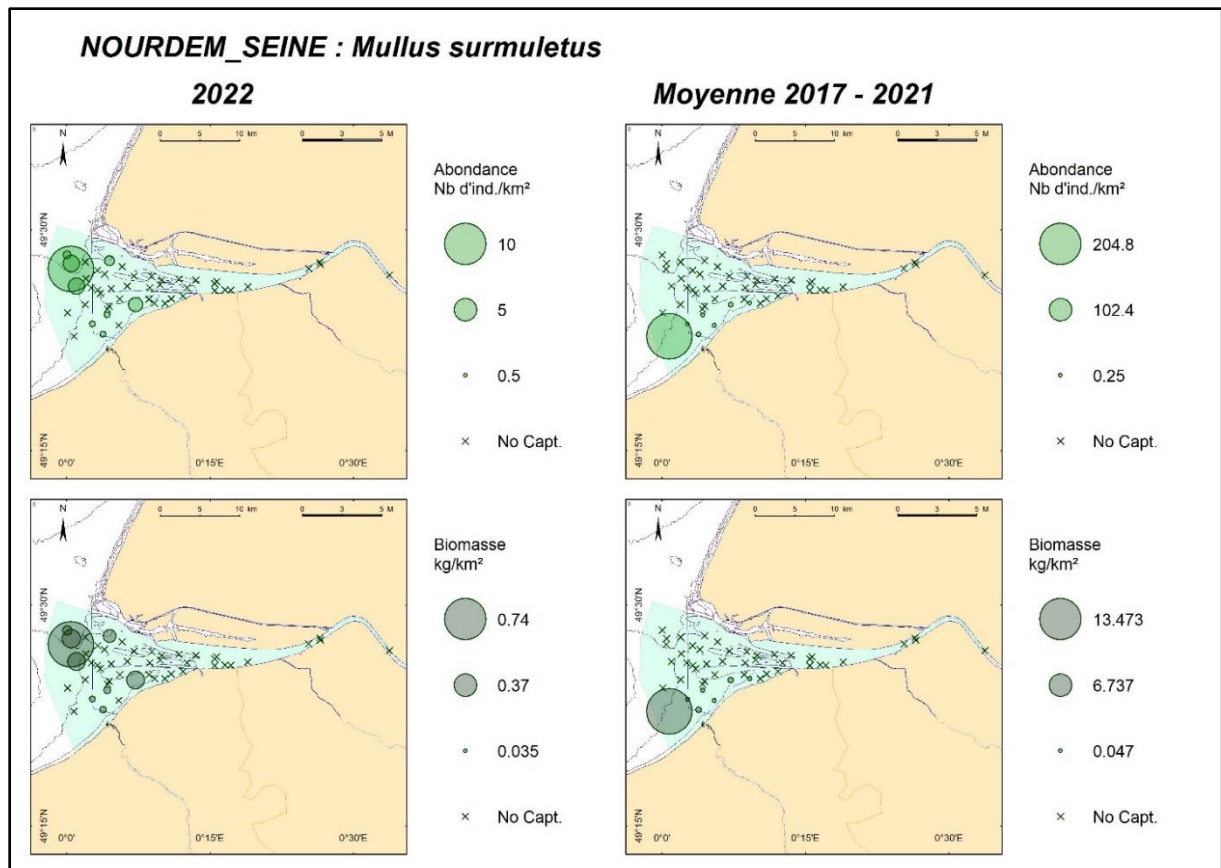 NOURDEM_SEINE : Mullus surmuletus
2022
Moyenne 2017 - 2021
N
0 5 10 km
0 3 5 M
49°30'N
49°15'N
0°0'
0°15'E
0°30'E
Abondance
Nb d'ind./km²
10
5
0.5
No Capt.
N
0 5 10 km
0 3 5 M
49°30'N
49°15'N
0°0'
0°15'E
0°30'E
Abondance
Nb d'ind./km²
204.8
102.4
0.25
No Capt.
N
0 5 10 km
0 3 5 M
49°30'N
49°15'N
0°0'
0°15'E
0°30'E
Biomasse
kg/km²
0.74
0.37
0.035
No Capt.
N
0 5 10 km
0 3 5 M
49°30'N
49°15'N
0°0'
0°15'E
0°30'E
Biomasse
kg/km²
13.473
6.737
0.047
No Capt.